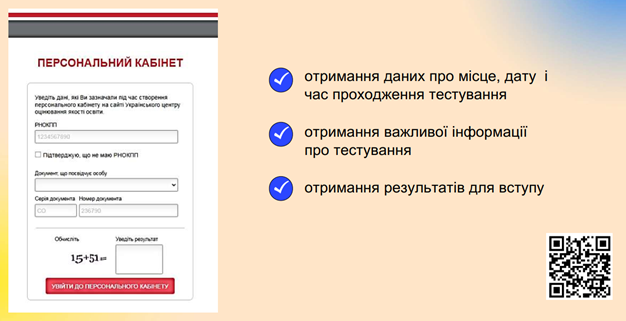 ПЕРСОНАЛЬНИЙ КАБІНЕТ
Уведіть дані, які Ви зазначали під час створення
персонального кабінету на сайті Українського центру
оцінювання якості освіти.
РНОКПП
1234567890
Підтверджую, що не маю РНОКПП
Документ, що посвідчує особу
Серія документа Номер документа
СО 236790
Обчисліть Уведіть результат
15+51=
УВІЙТИ ДО ПЕРСОНАЛЬНОГО КАБІНЕТУ
отримання даних про місце, дату і
час проходження тестування
отримання важливої інформації
про тестування
отримання результатів для вступу